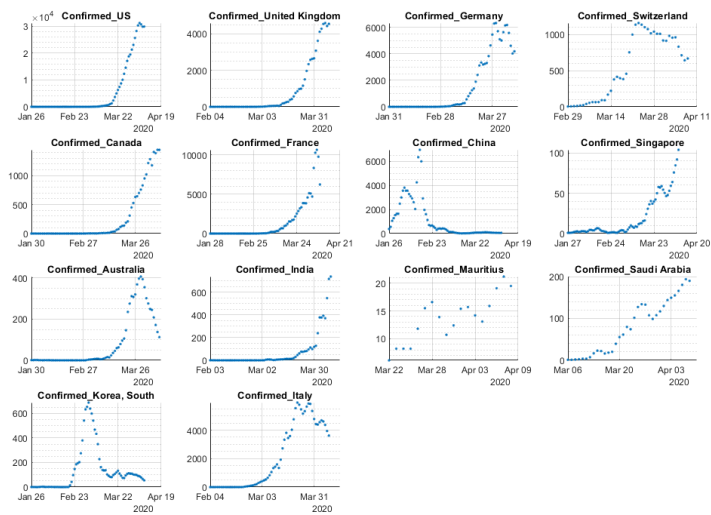 Confirmed_US
×10⁴
3
2
1
0
Jan 26 Feb 23 Mar 22 Apr 19
2020
Confirmed_United Kingdom
4000
2000
0
Feb 04 Mar 03 Mar 31
2020
Confirmed_Germany
6000
4000
2000
0
Jan 31 Feb 28 Mar 27
2020
Confirmed_Switzerland
1000
500
0
Feb 29 Mar 14 Mar 28 Apr 11
2020
Confirmed_Canada
1000
500
0
Jan 30 Feb 27 Mar 26
2020
Confirmed_France
10000
5000
0
Jan 28 Feb 25 Mar 24 Apr 21
2020
Confirmed_China
6000
4000
2000
0
Jan 26 Feb 23 Mar 22 Apr 19
2020
Confirmed_Singapore
100
50
0
Jan 27 Feb 24 Mar 23 Apr 20
2020
Confirmed_Australia
400
200
0
Jan 30 Feb 27 Mar 26
2020
Confirmed_India
600
400
200
0
Feb 03 Mar 02 Mar 30
2020
Confirmed_Mauritius
20
15
10
Mar 22 Mar 28 Apr 03 Apr 09
2020
Confirmed_Saudi Arabia
200
100
0
Mar 06 Mar 20 Apr 03
2020
Confirmed_Korea, South
600
400
200
0
Jan 26 Feb 23 Mar 22 Apr 19
2020
Confirmed_Italy
4000
2000
0
Feb 04 Mar 03 Mar 31
2020